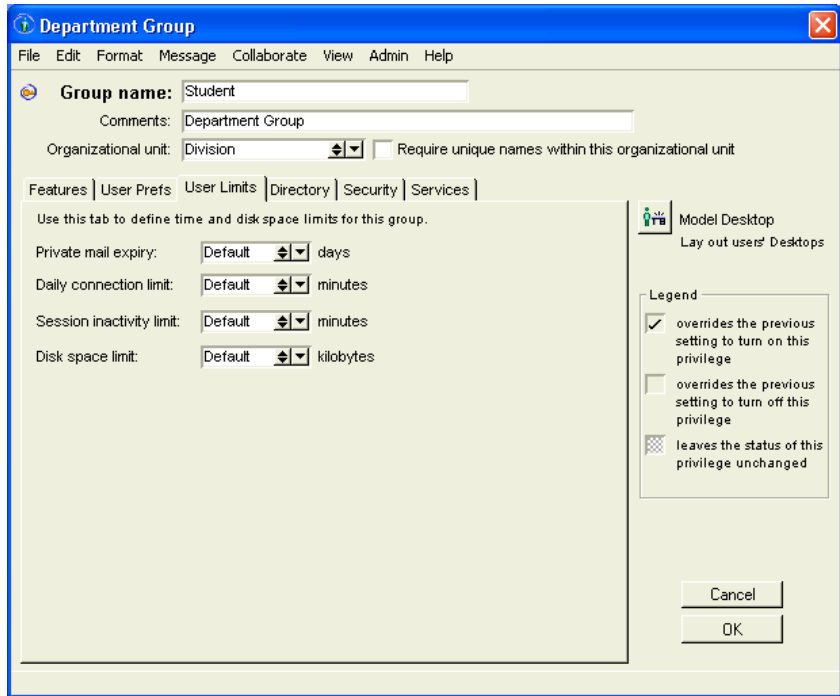 Department Group
File Edit Format Message Collaborate View Admin Help
Group name: Student
Comments: Department Group
Organizational unit: Division Require unique names within this organizational unit
Features User Prefs User Limits Directory Security Services
Use this tab to define time and disk space limits for this group.
Private mail expiry: Default days
Daily connection limit: Default minutes
Session inactivity limit: Default minutes
Disk space limit: Default kilobytes
Model Desktop
Lay out users' Desktops
Legend
overrides the previous
setting to turn on this
privilege
overrides the previous
setting to turn off this
privilege
leaves the status of this
privilege unchanged
Cancel
OK